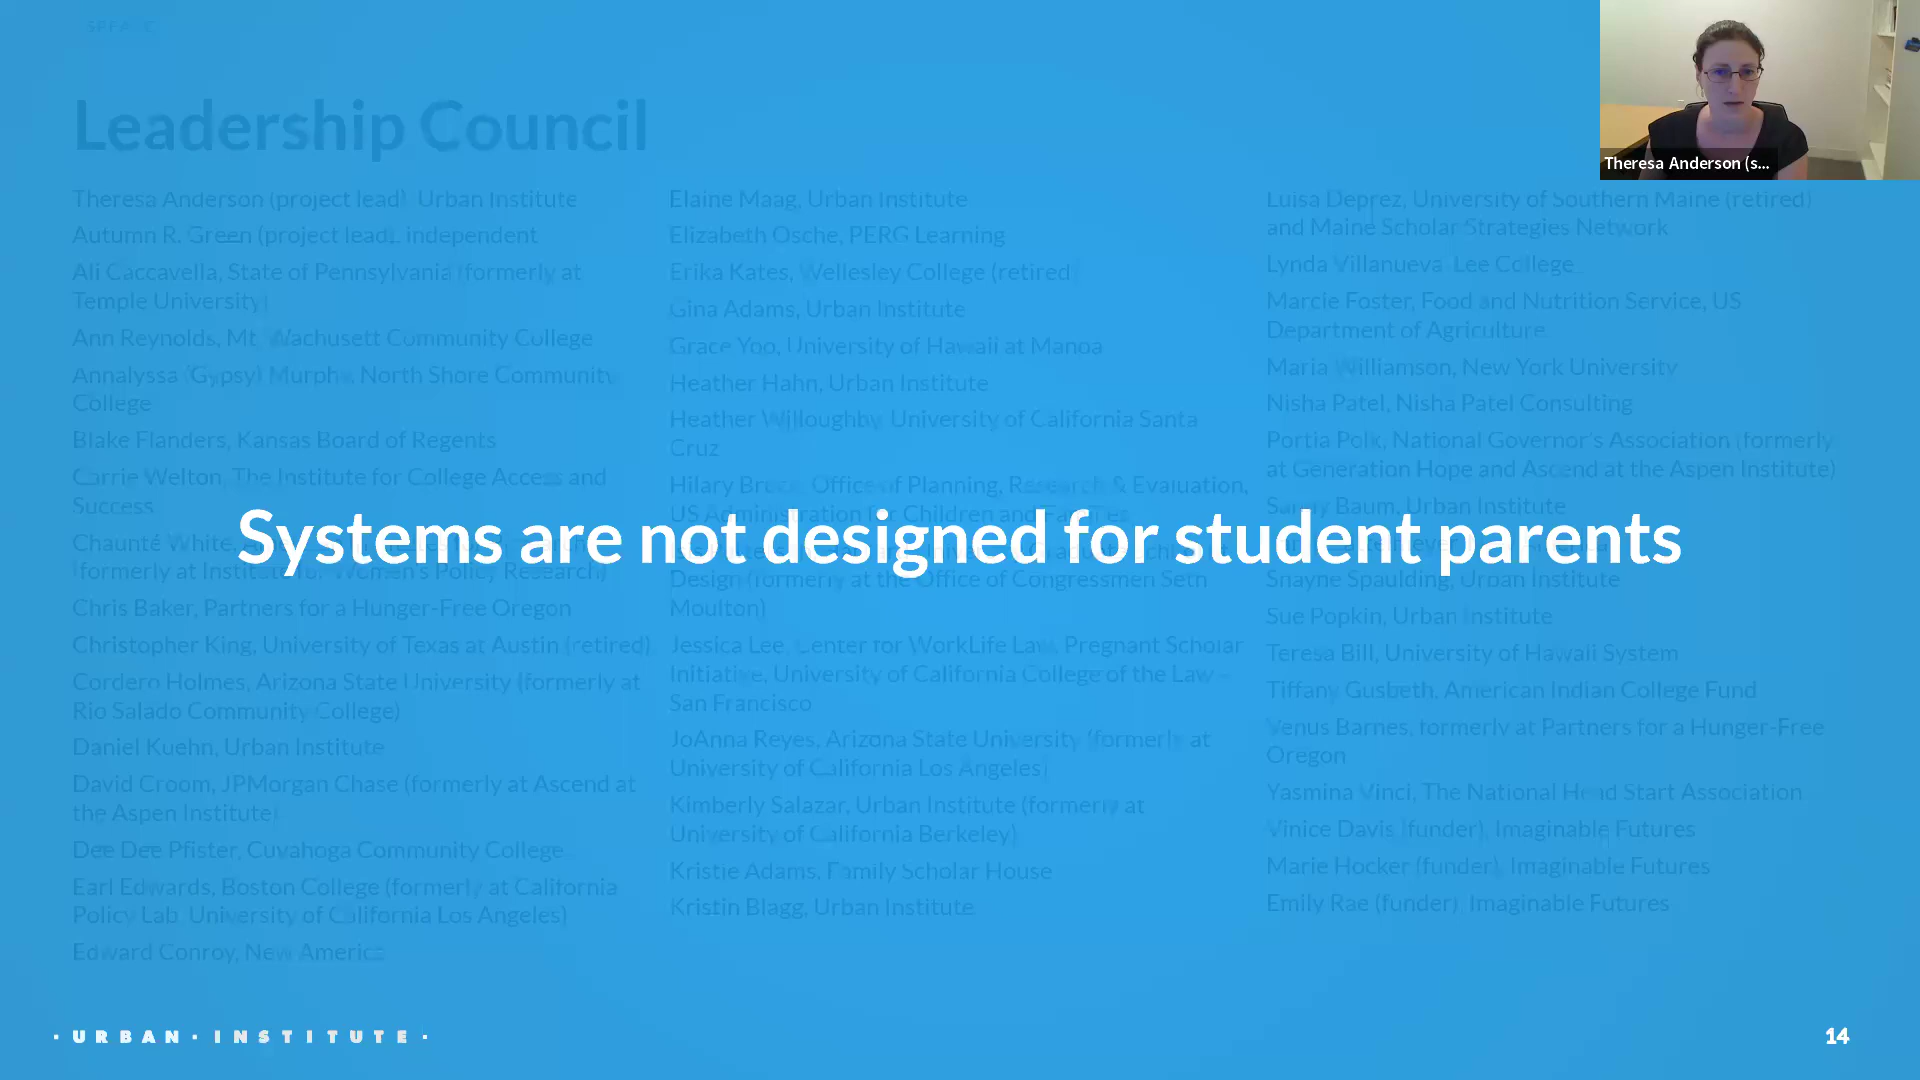 Leadership Council
Theresa Anderson (s...
Theresa Anderson (project lead), Urban Institute
Autumn R. Green (project lead), independent
Ali Caccavella, State of Pennsylvania (formerly at
Temple University)
Ann Reynolds, Mt. Wachusett Community College
Annalyssa (Gypsy) Murphy, North Shore Community
College
Blake Flanders, Kansas Board of Regents
Carrie Welton, The Institute for College Access and
Success
Chaunté White,
(formerly at Institute for Women's Policy Research)
Chris Baker, Partners for a Hunger-Free Oregon
Christopher King, University of Texas at Austin (retired)
Cordero Holmes, Arizona State University (formerly at
Rio Salado Community College)
Daniel Kuehn, Urban Institute
David Croom, JPMorgan Chase (formerly at Ascend at
the Aspen Institute)
Dee Dee Pfister, Cuyahoga Community College
Earl Edwards, Boston College (formerly at California
Policy Lab, University of California Los Angeles)
Edward Conroy, New America
Elaine Maag, Urban Institute
Elizabeth Osche, PERG Learning
Erika Kates, Wellesley College (retired)
Gina Adams, Urban Institute
Grace Yoo, University of Hawaii at Manoa
Heather Hahn, Urban Institute
Heather Willoughby, University of California Santa
Cruz
Hilary Bruck, Office of Planning, Research & Evaluation,
US Administration for Children and Families
Design (formerly at the Office of Congressmen Seth
Moulton)
Jessica Lee, Center for WorkLife Law, Pregnant Scholar
Initiative, University of California College of the Law –
San Francisco
JoAnna Reyes, Arizona State University (formerly at
University of California Los Angeles)
Kimberly Salazar, Urban Institute (formerly at
University of California Berkeley)
Kristie Adams, Family Scholar House
Kristin Blagg, Urban Institute
Luisa Deprez, University of Southern Maine (retired)
and Maine Scholar Strategies Network
Lynda Villanueva, Lee College
Marcie Foster, Food and Nutrition Service, US
Department of Agriculture
Maria Williamson, New York University
Nisha Patel, Nisha Patel Consulting
Portia Polk, National Governor's Association (formerly
at Generation Hope and Ascend at the Aspen Institute)
Sandy Baum, Urban Institute
Shayne Spaulding, Urban Institute
Sue Popkin, Urban Institute
Teresa Bill, University of Hawaii System
Tiffany Gusbeth, American Indian College Fund
Venus Barnes, formerly at Partners for a Hunger-Free
Oregon
Yasmina Vinci, The National Head Start Association
Vinice Davis (funder), Imaginable Futures
Marie Hocker (funder), Imaginable Futures
Emily Rae (funder), Imaginable Futures
Systems are not designed for student parents
· URBAN · INSTITUTE ·
14